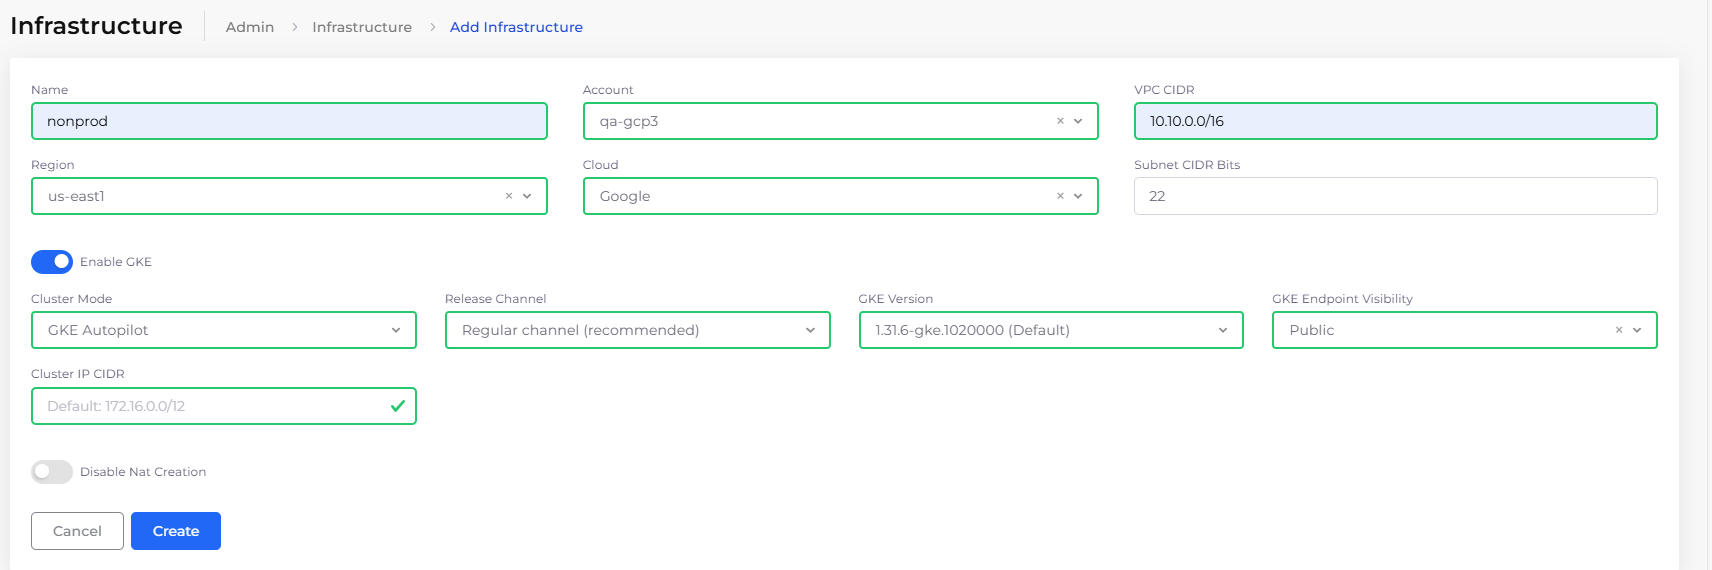 Infrastructure
Admin > Infrastructure > Add Infrastructure
Name
nonprod
Account
qa-gcp3
VPC CIDR
10.10.0.0/16
Region
us-east1
Cloud
Google
Subnet CIDR Bits
22
Enable GKE
Cluster Mode
GKE Autopilot
Release Channel
Regular channel (recommended)
GKE Version
1.31.6-gke.1020000 (Default)
GKE Endpoint Visibility
Public
Cluster IP CIDR
Default: 172.16.0.0/12
Disable Nat Creation
Cancel
Create